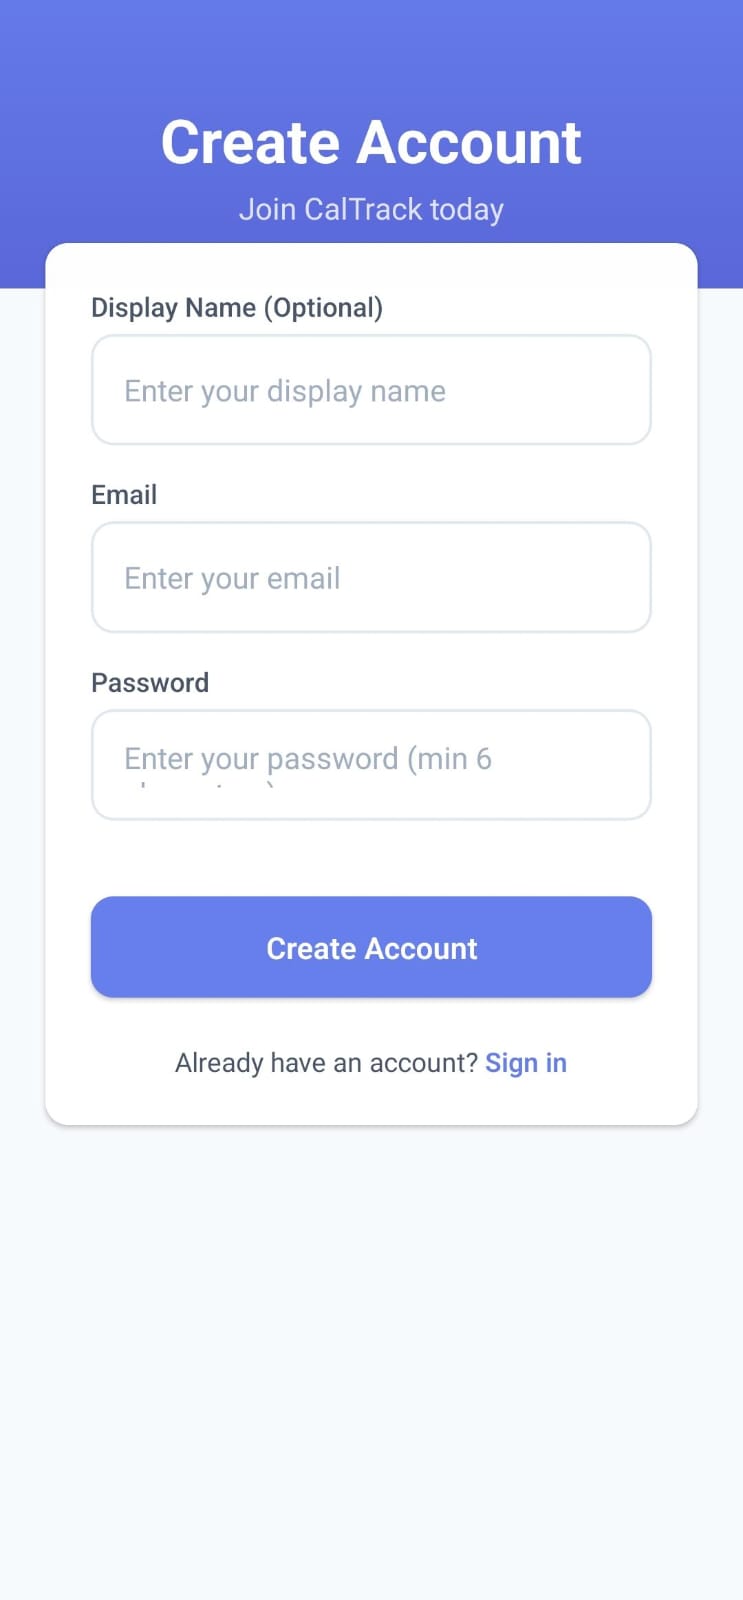 Create Account
Join CalTrack today
Display Name (Optional)
Enter your display name
Email
Enter your email
Password
Enter your password (min 6
Create Account
Already have an account? Sign in